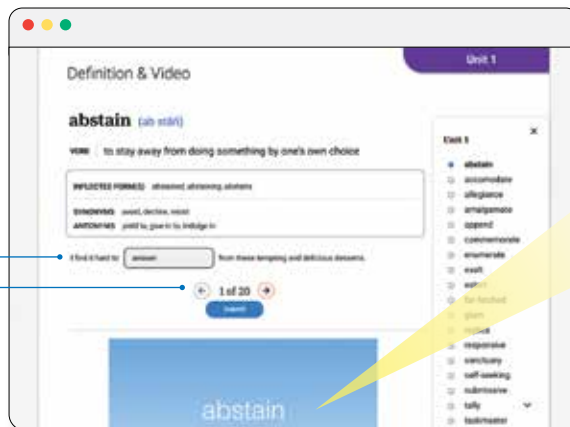 Unit 1
Definition & Video
abstain (ab stān)
VERB to stay away from doing something by one's own choice
INFLECTED FORM(S) abstained, abstaining, abstains
SYNONYMS avoid, decline, resist
ANTONYMS yield to, give in to, indulge in
I find it hard to abstain from these tempting and delicious desserts.
1 of 20
Submit
abstain
Unit 1
abstain
accomodate
allegiance
amalgamate
append
commemorate
enumerate
exalt
extort
far-fetched
glum
replica
responsive
sanctuary
self-seeking
submissive
tally
taskmaster